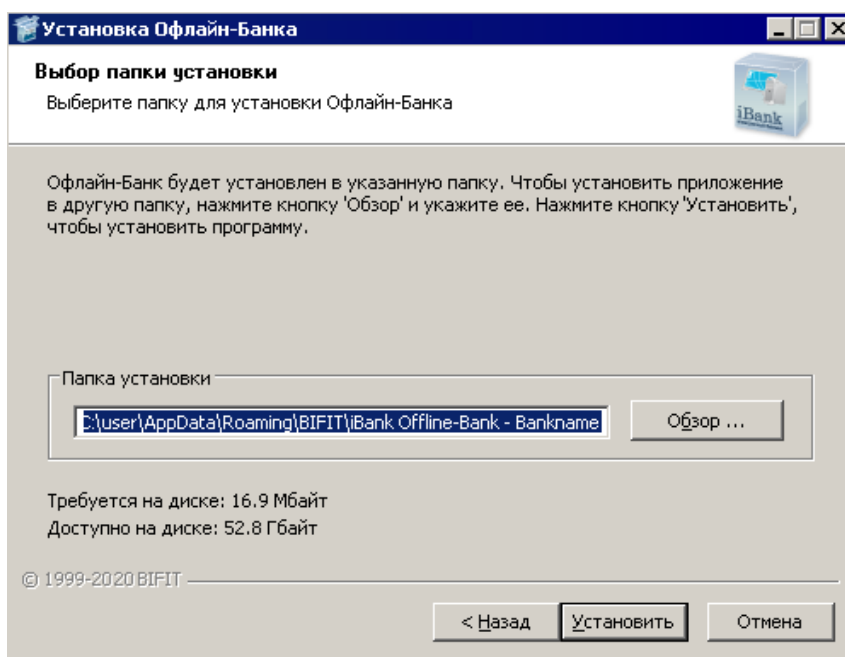 Установка Офлайн-Банка
Выбор папки установки
Выберите папку для установки Офлайн-Банка
iBank
Офлайн-Банк будет установлен в указанную папку. Чтобы установить приложение
в другую папку, нажмите кнопку 'Обзор' и укажите ее. Нажмите кнопку 'Установить',
чтобы установить программу.
Папка установки
C:\user\AppData\Roaming\BIFIT\iBank Offline-Bank - Bankname
Обзор ...
Требуется на диске: 16.9 Мбайт
Доступно на диске: 52.8 Гбайт
© 1999-2020 BIFIT
< Назад
Установить
Отмена